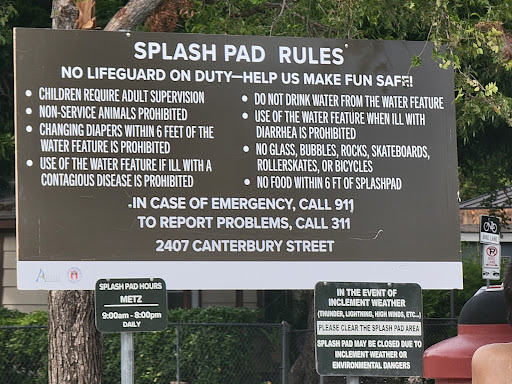 SPLASH PAD RULES
NO LIFEGUARD ON DUTY—HELP US MAKE FUN SAFE!
• CHILDREN REQUIRE ADULT SUPERVISION
• NON-SERVICE ANIMALS PROHIBITED
• CHANGING DIAPERS WITHIN 6 FEET OF THE
WATER FEATURE IS PROHIBITED
• USE OF THE WATER FEATURE IF ILL WITH A
CONTAGIOUS DISEASE IS PROHIBITED
• DO NOT DRINK WATER FROM THE WATER FEATURE
• USE OF THE WATER FEATURE WHEN ILL WITH
DIARRHEA IS PROHIBITED
• NO GLASS, BUBBLES, ROCKS, SKATEBOARDS,
ROLLERSKATES, OR BICYCLES
• NO FOOD WITHIN 6 FT OF SPLASHPAD
IN CASE OF EMERGENCY, CALL 911
TO REPORT PROBLEMS, CALL 311
2407 CANTERBURY STREET
SPLASH PAD HOURS
METZ
9:00am - 8:00pm
DAILY
IN THE EVENT OF
INCLEMENT WEATHER
(THUNDER, LIGHTNING, HIGH WINDS, ETC...)
PLEASE CLEAR THE SPLASH PAD AREA
SPLASH PAD MAY BE CLOSED DUE TO
INCLEMENT WEATHER OR
ENVIRONMENTAL DANGERS
BIKE LANE